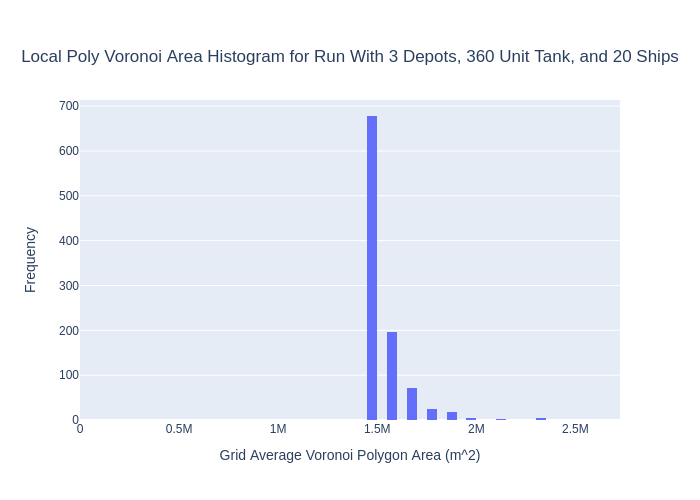 Local Poly Voronoi Area Histogram for Run With 3 Depots, 360 Unit Tank, and 20 Ships
700
600
500
400
300
200
100
0
Frequency
0 0.5M 1M 1.5M 2M 2.5M
Grid Average Voronoi Polygon Area (m^2)